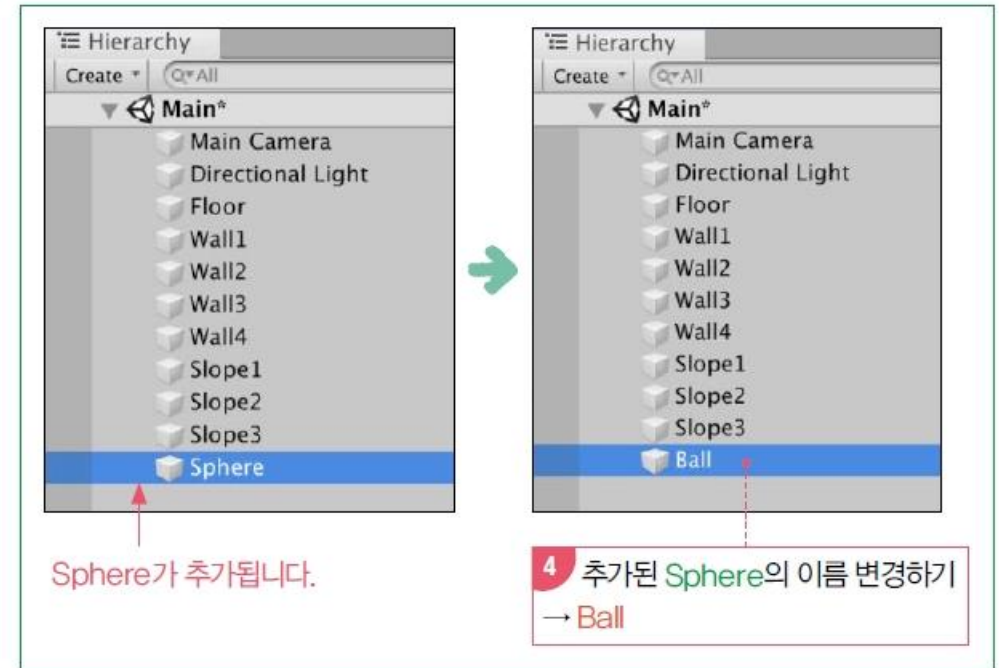 Hierarchy
Create
All
Main*
Main Camera
Directional Light
Floor
Wall1
Wall2
Wall3
Wall4
Slope1
Slope2
Slope3
Sphere
Sphere가 추가됩니다.
Hierarchy
Create
All
Main*
Main Camera
Directional Light
Floor
Wall1
Wall2
Wall3
Wall4
Slope1
Slope2
Slope3
Ball
4 추가된 Sphere의 이름 변경하기
→ Ball